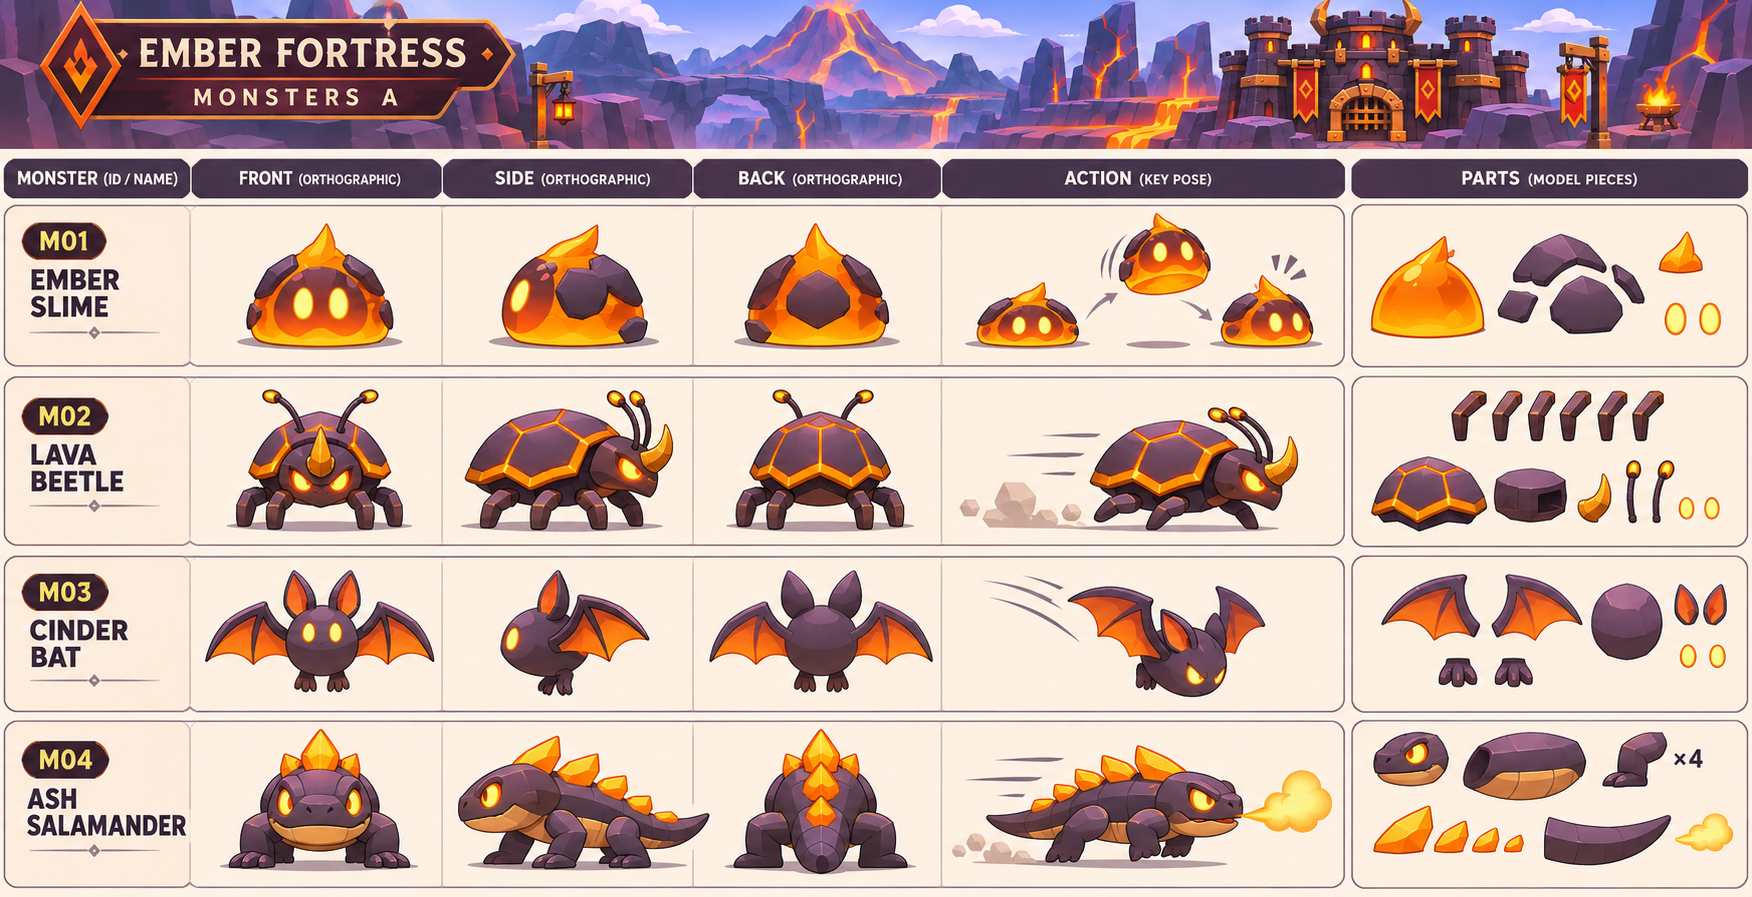 EMBER FORTRESS
MONSTERS A
MONSTER (ID / NAME)
FRONT (ORTHOGRAPHIC)
SIDE (ORTHOGRAPHIC)
BACK (ORTHOGRAPHIC)
ACTION (KEY POSE)
PARTS (MODEL PIECES)
M01
EMBER
SLIME
M02
LAVA
BEETLE
M03
CINDER
BAT
M04
ASH
SALAMANDER
×4